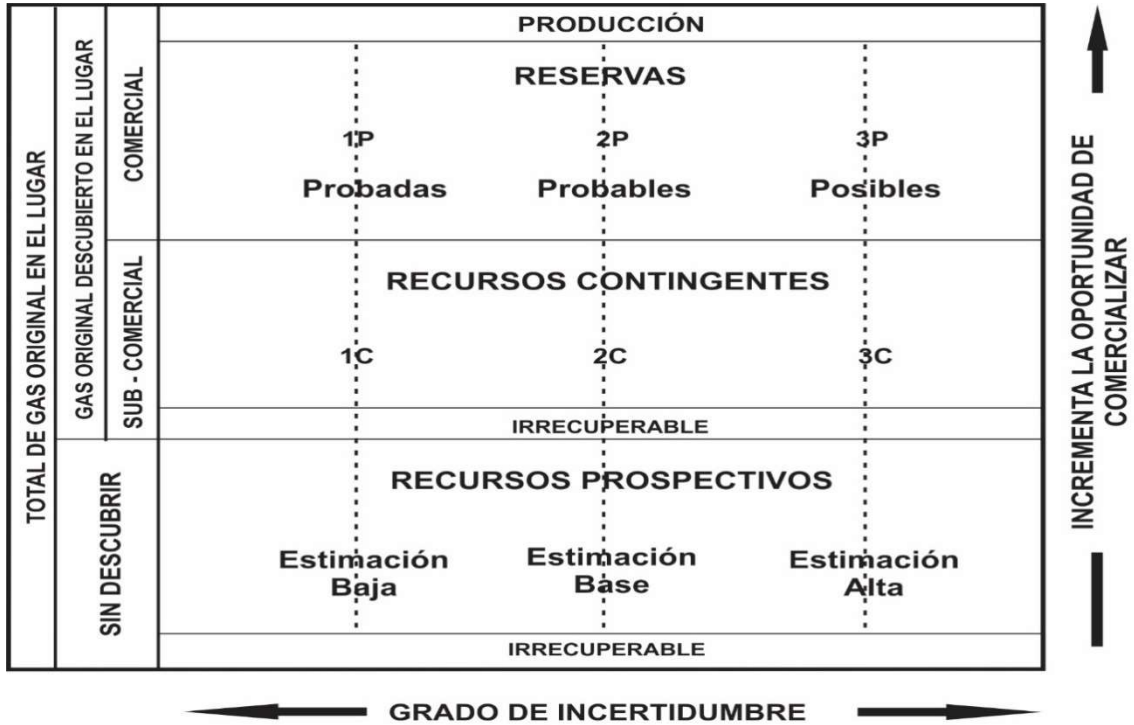 PRODUCCIÓN
RESERVAS
1P 2P 3P
Probadas Probables Posibles
RECURSOS CONTINGENTES
1C 2C 3C
IRRECUPERABLE
RECURSOS PROSPECTIVOS
Estimación Estimación Estimación
Baja Base Alta
IRRECUPERABLE
TOTAL DE GAS ORIGINAL EN EL LUGAR
GAS ORIGINAL DESCUBIERTO EN EL LUGAR
COMERCIAL
SUB - COMERCIAL
SIN DESCUBRIR
INCREMENTA LA OPORTUNIDAD DE
COMERCIALIZAR
GRADO DE INCERTIDUMBRE